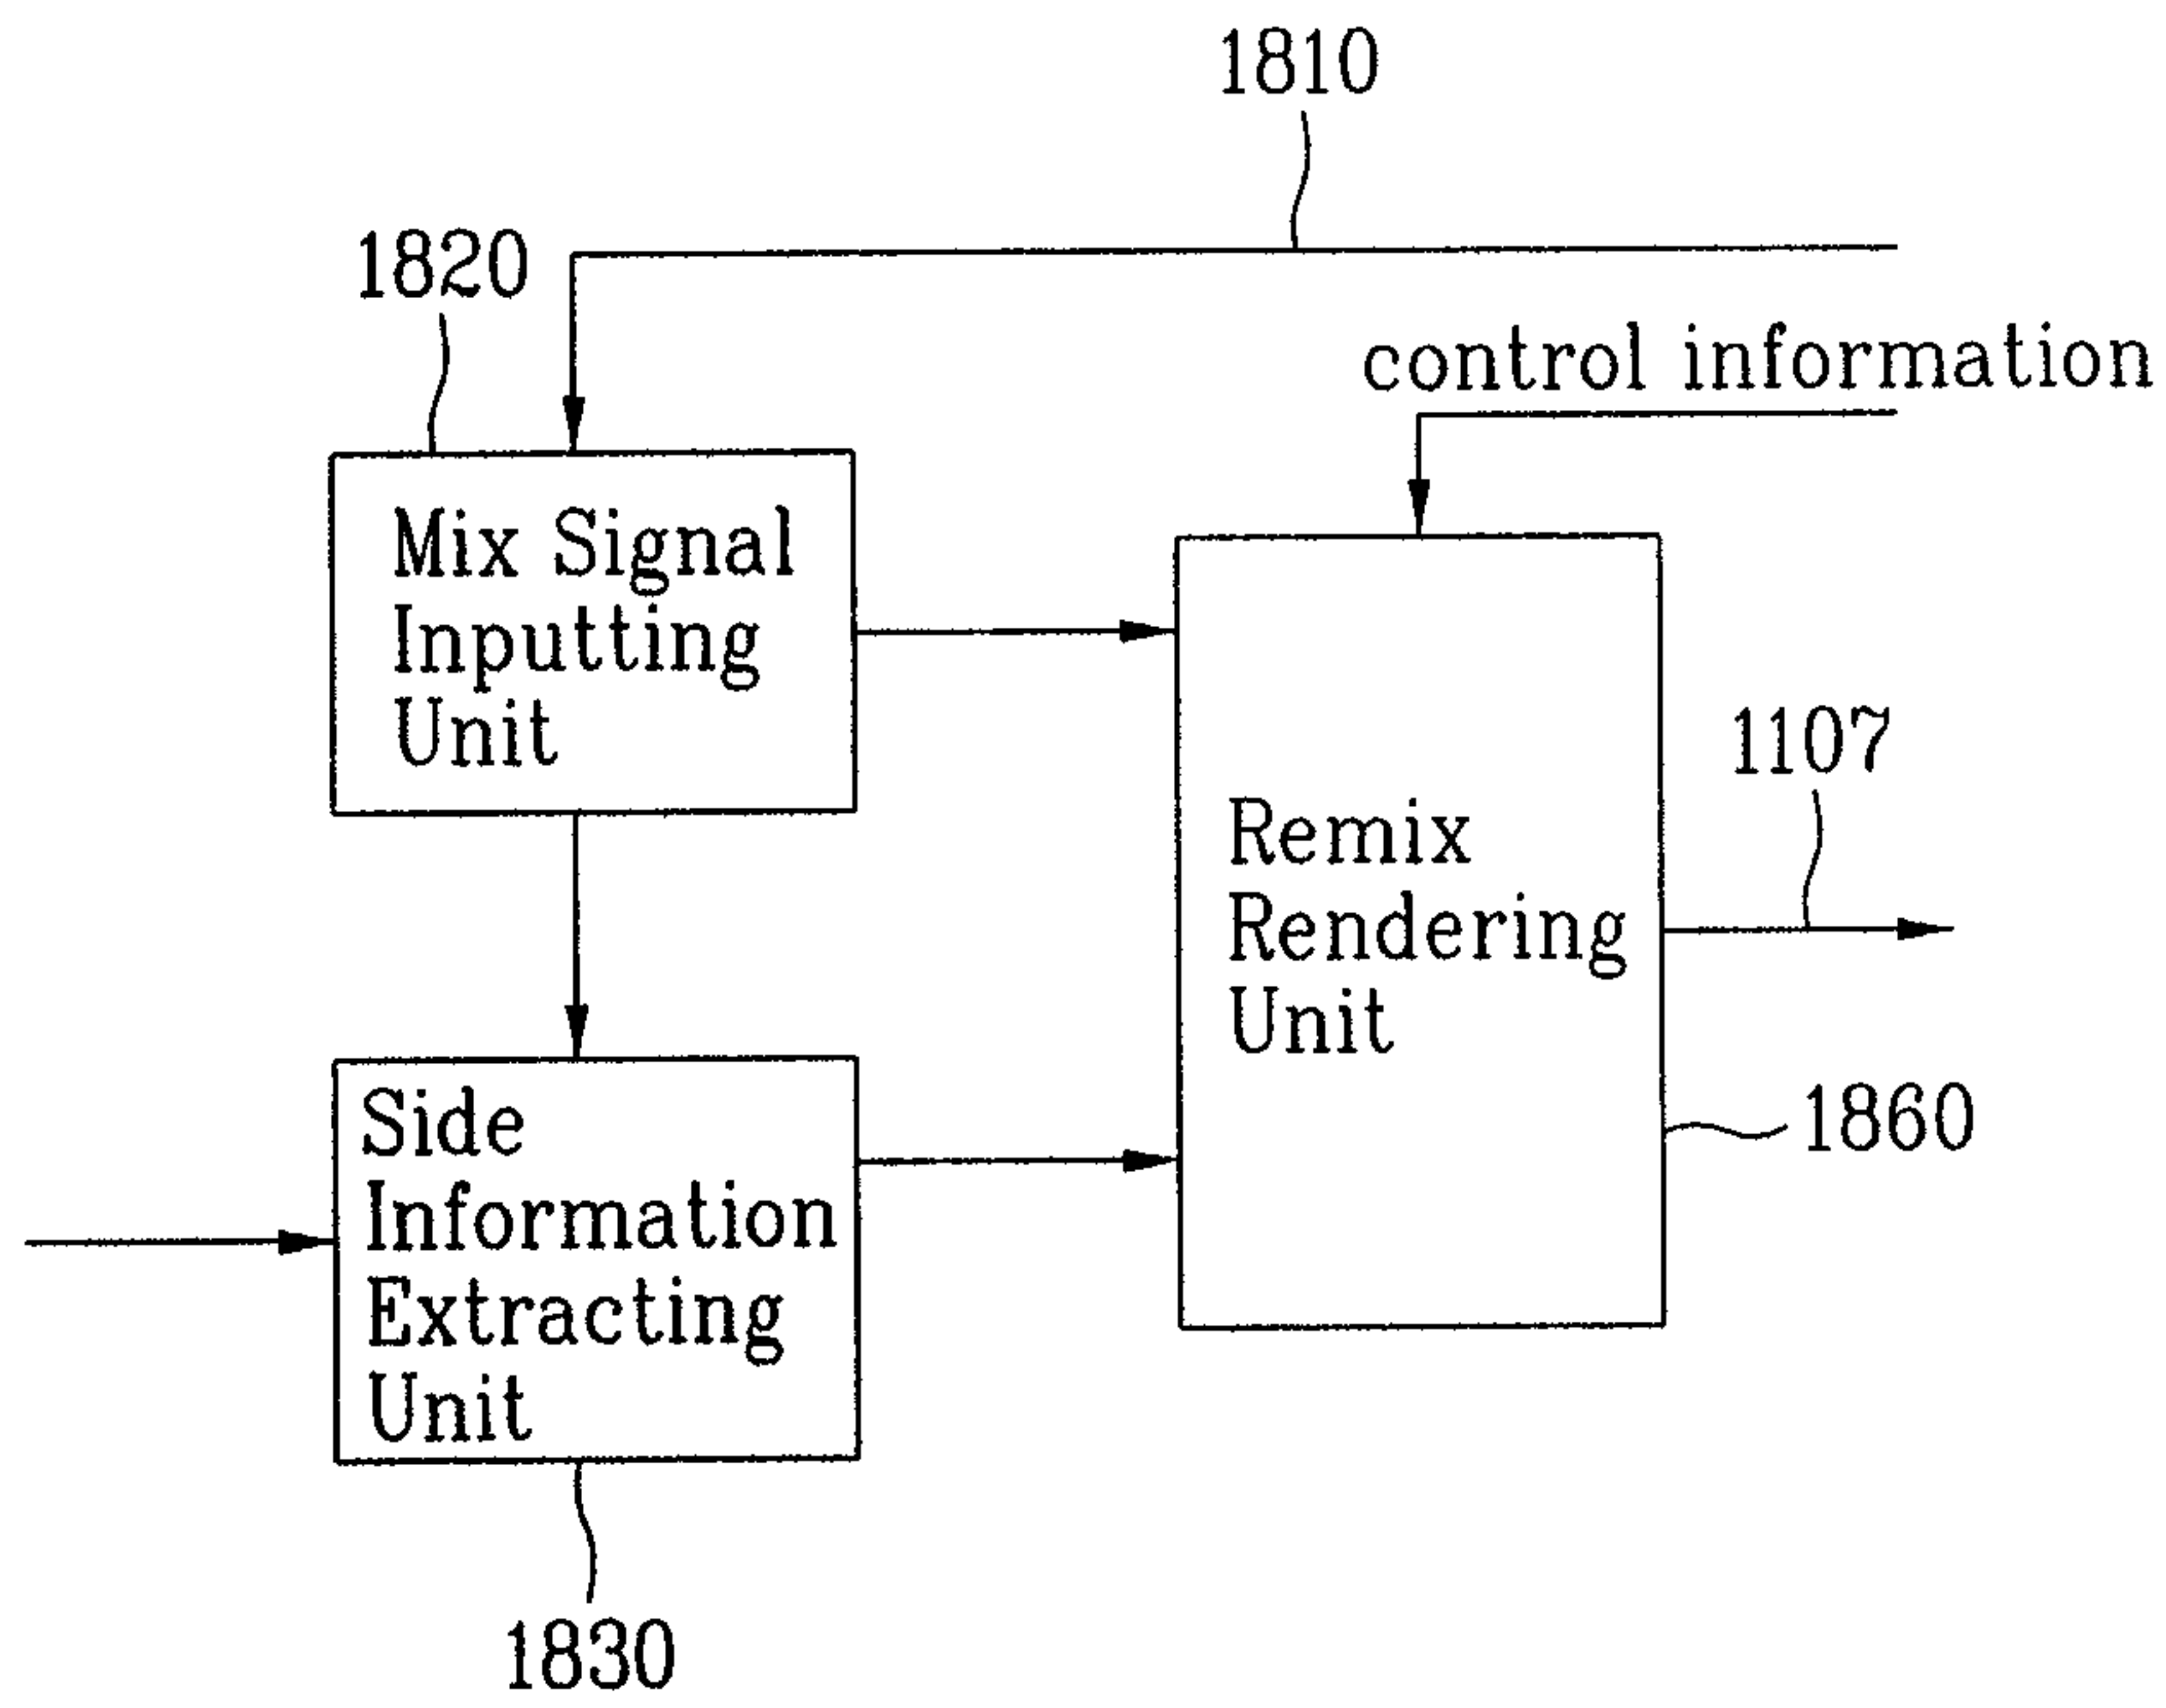 1810
1820
control information
Mix Signal
Inputting
Unit
1107
Remix
Rendering
Unit
1860
Side
Information
Extracting
Unit
1830